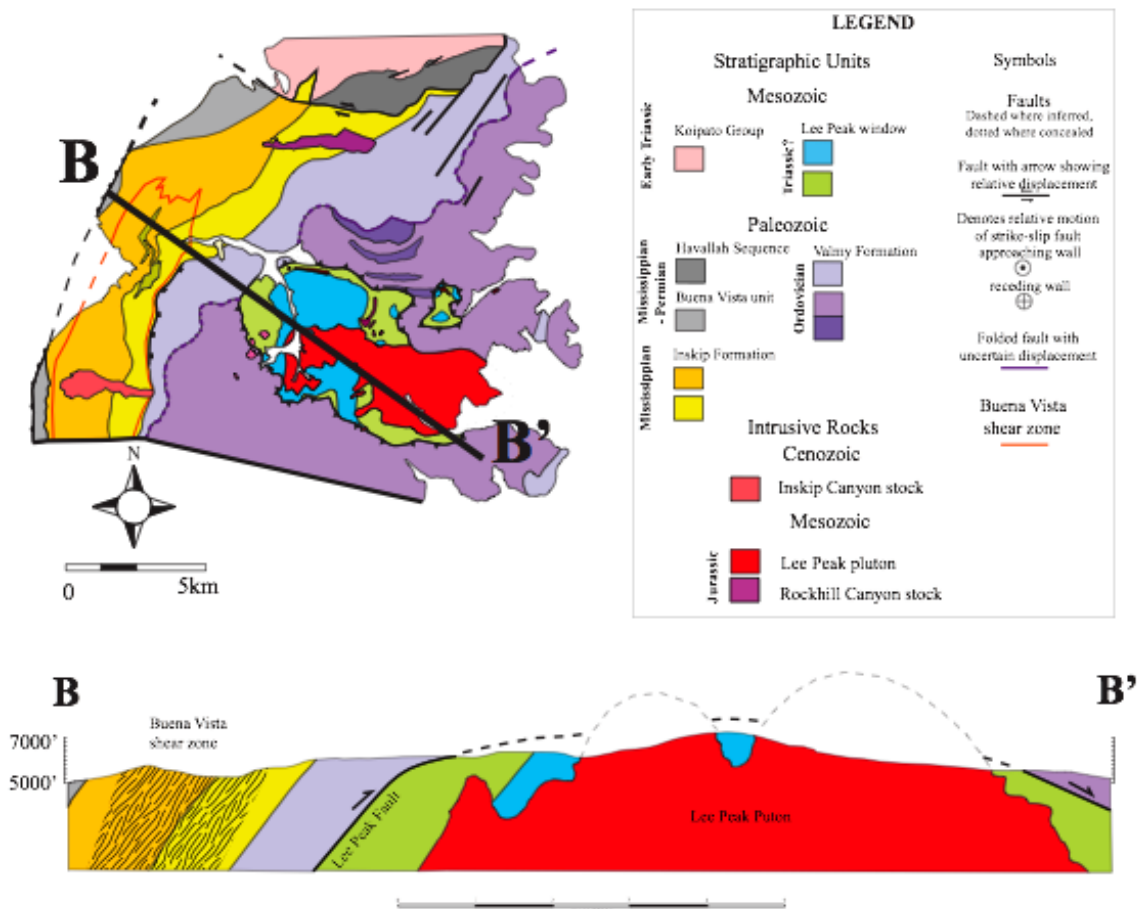 B
B'
N
0
5km
LEGEND
Stratigraphic Units
Symbols
Mesozoic
Early Triassic
Koipato Group
Triassic?
Lee Peak window
Paleozoic
Mississippian
- Permian
Havallah Sequence
Buena Vista unit
Ordovician
Valmy Formation
Mississippian
Inskip Formation
Intrusive Rocks
Cenozoic
Inskip Canyon stock
Mesozoic
Jurassic
Lee Peak pluton
Rockhill Canyon stock
Faults
Dashed where inferred,
dotted where concealed
Fault with arrow showing
relative displacement
Denotes relative motion
of strike-slip fault
approaching wall
receding wall
Folded fault with
uncertain displacement
Buena Vista
shear zone
B
B'
Buena Vista
shear zone
7000'
5000'
Lee Peak Fault
Lee Peak Puton